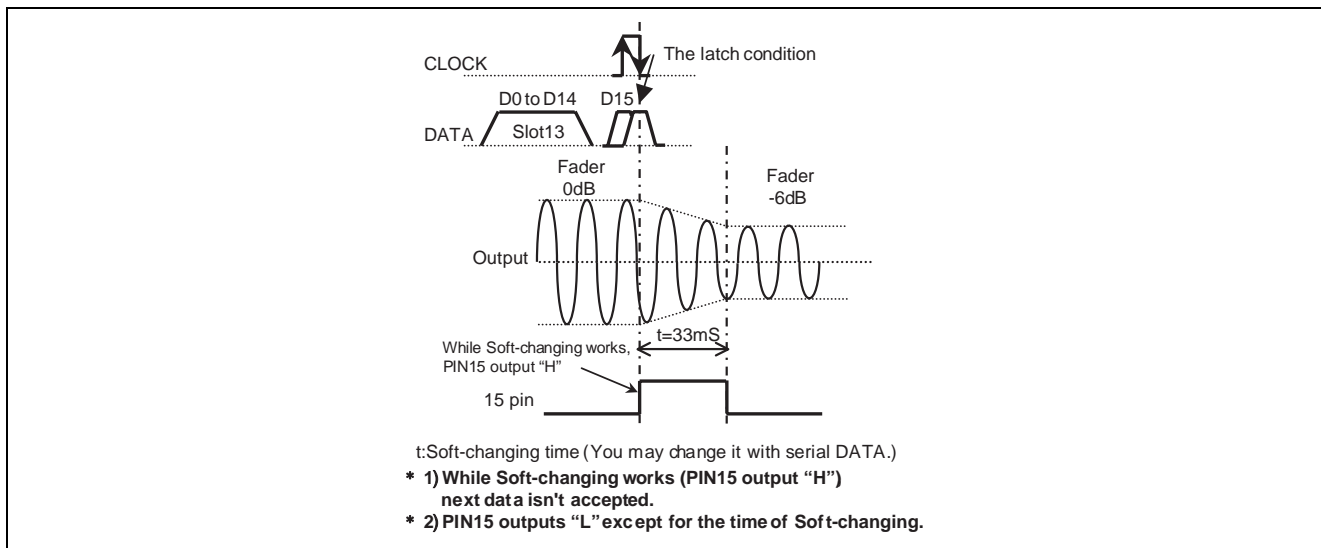 CLOCK
The latch condition
D0 to D14
D15
DATA
Slot13
Fader
0dB
Fader
-6dB
Output
t=33mS
While Soft-changing works,
PIN15 output “H”
15 pin
t:Soft-changing time (You may change it with serial DATA.)
* 1) While Soft-changing works (PIN15 output “H”)
next data isn't accepted.
* 2) PIN15 outputs “L” except for the time of Soft-changing.